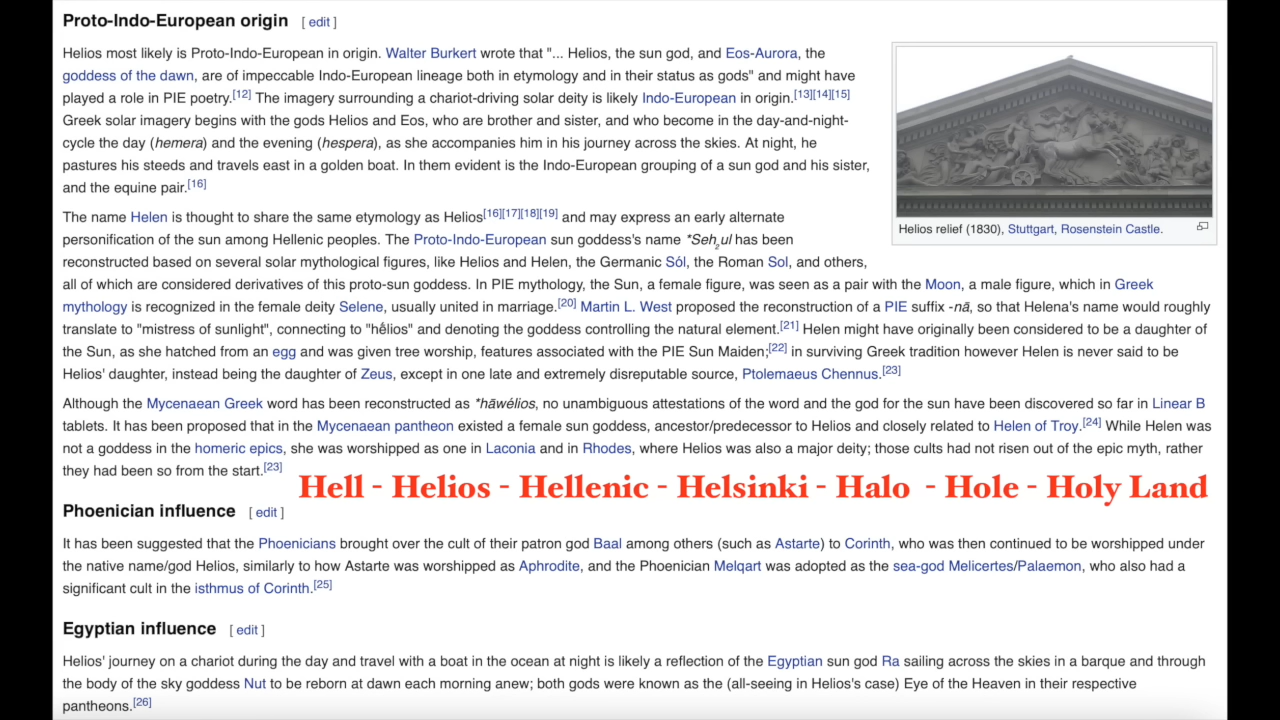 Proto-Indo-European origin [ edit ]
Helios most likely is Proto-Indo-European in origin. Walter Burkert wrote that "... Helios, the sun god, and Eos-Aurora, the
goddess of the dawn, are of impeccable Indo-European lineage both in etymology and in their status as gods" and might have
played a role in PIE poetry.[12] The imagery surrounding a chariot-driving solar deity is likely Indo-European in origin.[13][14][15]
Greek solar imagery begins with the gods Helios and Eos, who are brother and sister, and who become in the day-and-night-
cycle the day (hemera) and the evening (hespera), as she accompanies him in his journey across the skies. At night, he
pastures his steeds and travels east in a golden boat. In them evident is the Indo-European grouping of a sun god and his sister,
and the equine pair.[16]
Helios relief (1830), Stuttgart, Rosenstein Castle.
The name Helen is thought to share the same etymology as Helios[16][17][18][19] and may express an early alternate
personification of the sun among Hellenic peoples. The Proto-Indo-European sun goddess's name *Seh₂ul has been
reconstructed based on several solar mythological figures, like Helios and Helen, the Germanic Sól, the Roman Sol, and others,
all of which are considered derivatives of this proto-sun goddess. In PIE mythology, the Sun, a female figure, was seen as a pair with the Moon, a male figure, which in Greek
mythology is recognized in the female deity Selene, usually united in marriage.[20] Martin L. West proposed the reconstruction of a PIE suffix -nā, so that Helena's name would roughly
translate to "mistress of sunlight", connecting to "hḗlios" and denoting the goddess controlling the natural element.[21] Helen might have originally been considered to be a daughter of
the Sun, as she hatched from an egg and was given tree worship, features associated with the PIE Sun Maiden;[22] in surviving Greek tradition however Helen is never said to be
Helios' daughter, instead being the daughter of Zeus, except in one late and extremely disreputable source, Ptolemaeus Chennus.[23]
Although the Mycenaean Greek word has been reconstructed as *hāwélios, no unambiguous attestations of the word and the god for the sun have been discovered so far in Linear B
tablets. It has been proposed that in the Mycenaean pantheon existed a female sun goddess, ancestor/predecessor to Helios and closely related to Helen of Troy.[24] While Helen was
not a goddess in the homeric epics, she was worshipped as one in Laconia and in Rhodes, where Helios was also a major deity; those cults had not risen out of the epic myth, rather
they had been so from the start.[23]
Hell - Helios - Hellenic - Helsinki - Halo - Hole - Holy Land
Phoenician influence [ edit ]
It has been suggested that the Phoenicians brought over the cult of their patron god Baal among others (such as Astarte) to Corinth, who was then continued to be worshipped under
the native name/god Helios, similarly to how Astarte was worshipped as Aphrodite, and the Phoenician Melqart was adopted as the sea-god Melicertes/Palaemon, who also had a
significant cult in the isthmus of Corinth.[25]
Egyptian influence [ edit ]
Helios' journey on a chariot during the day and travel with a boat in the ocean at night is likely a reflection of the Egyptian sun god Ra sailing across the skies in a barque and through
the body of the sky goddess Nut to be reborn at dawn each morning anew; both gods were known as the (all-seeing in Helios's case) Eye of the Heaven in their respective
pantheons.[26]